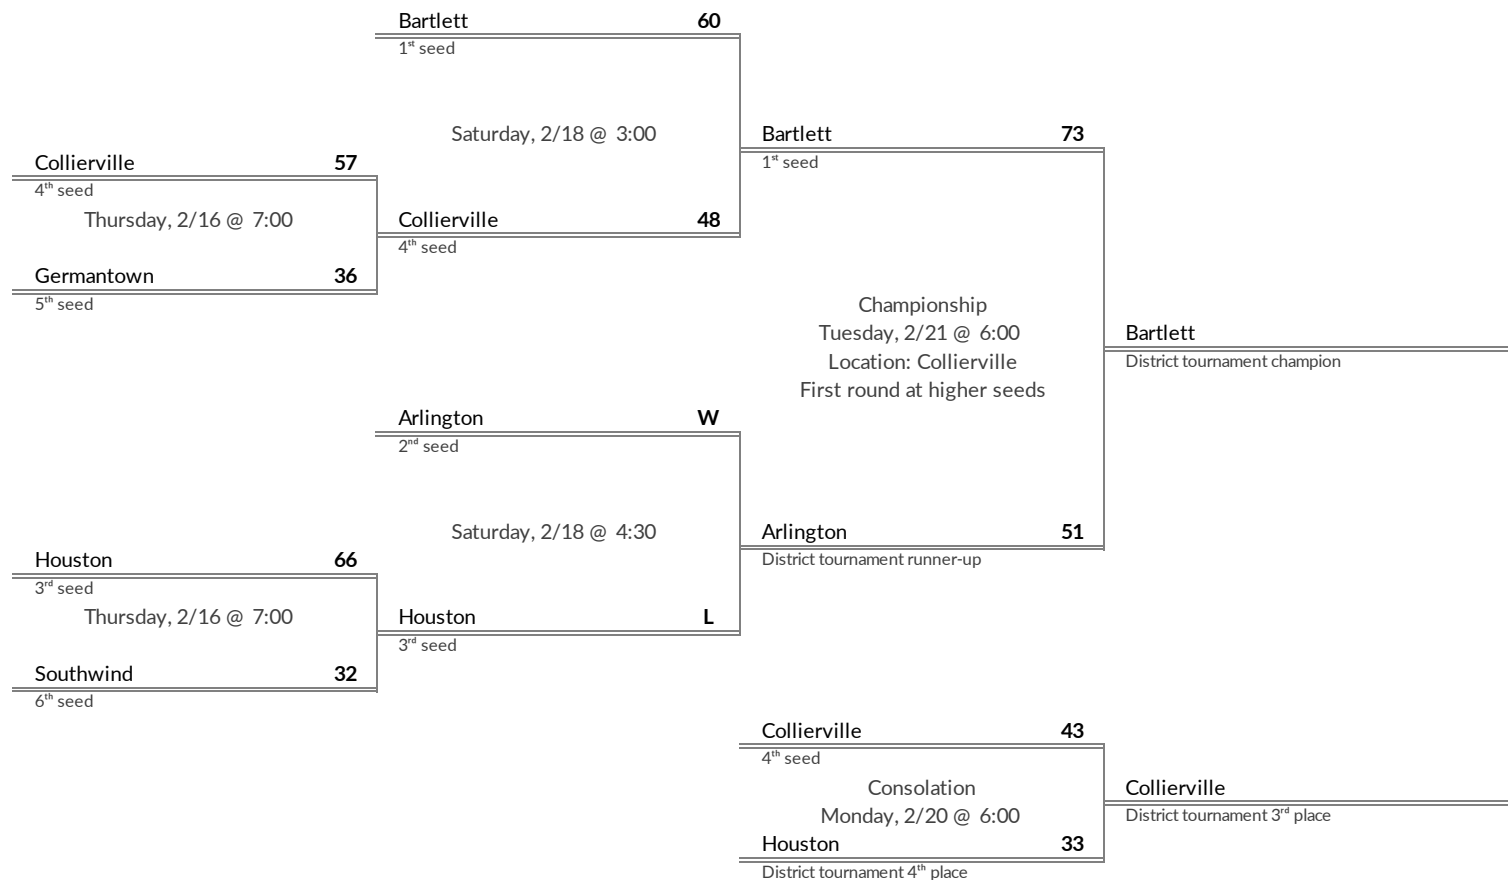 Bartlett 60
1st seed
Saturday, 2/18 @ 3:00
Bartlett 73
1st seed
Collierville 57
4th seed
Thursday, 2/16 @ 7:00
Collierville 48
4th seed
Germantown 36
5th seed
Championship
Tuesday, 2/21 @ 6:00
Location: Collierville
First round at higher seeds
Bartlett
District tournament champion
Arlington W
2nd seed
Saturday, 2/18 @ 4:30
Arlington 51
District tournament runner-up
Houston 66
3rd seed
Thursday, 2/16 @ 7:00
Houston L
3rd seed
Southwind 32
6th seed
Collierville 43
4th seed
Consolation
Monday, 2/20 @ 6:00
Collierville
District tournament 3rd place
Houston 33
District tournament 4th place